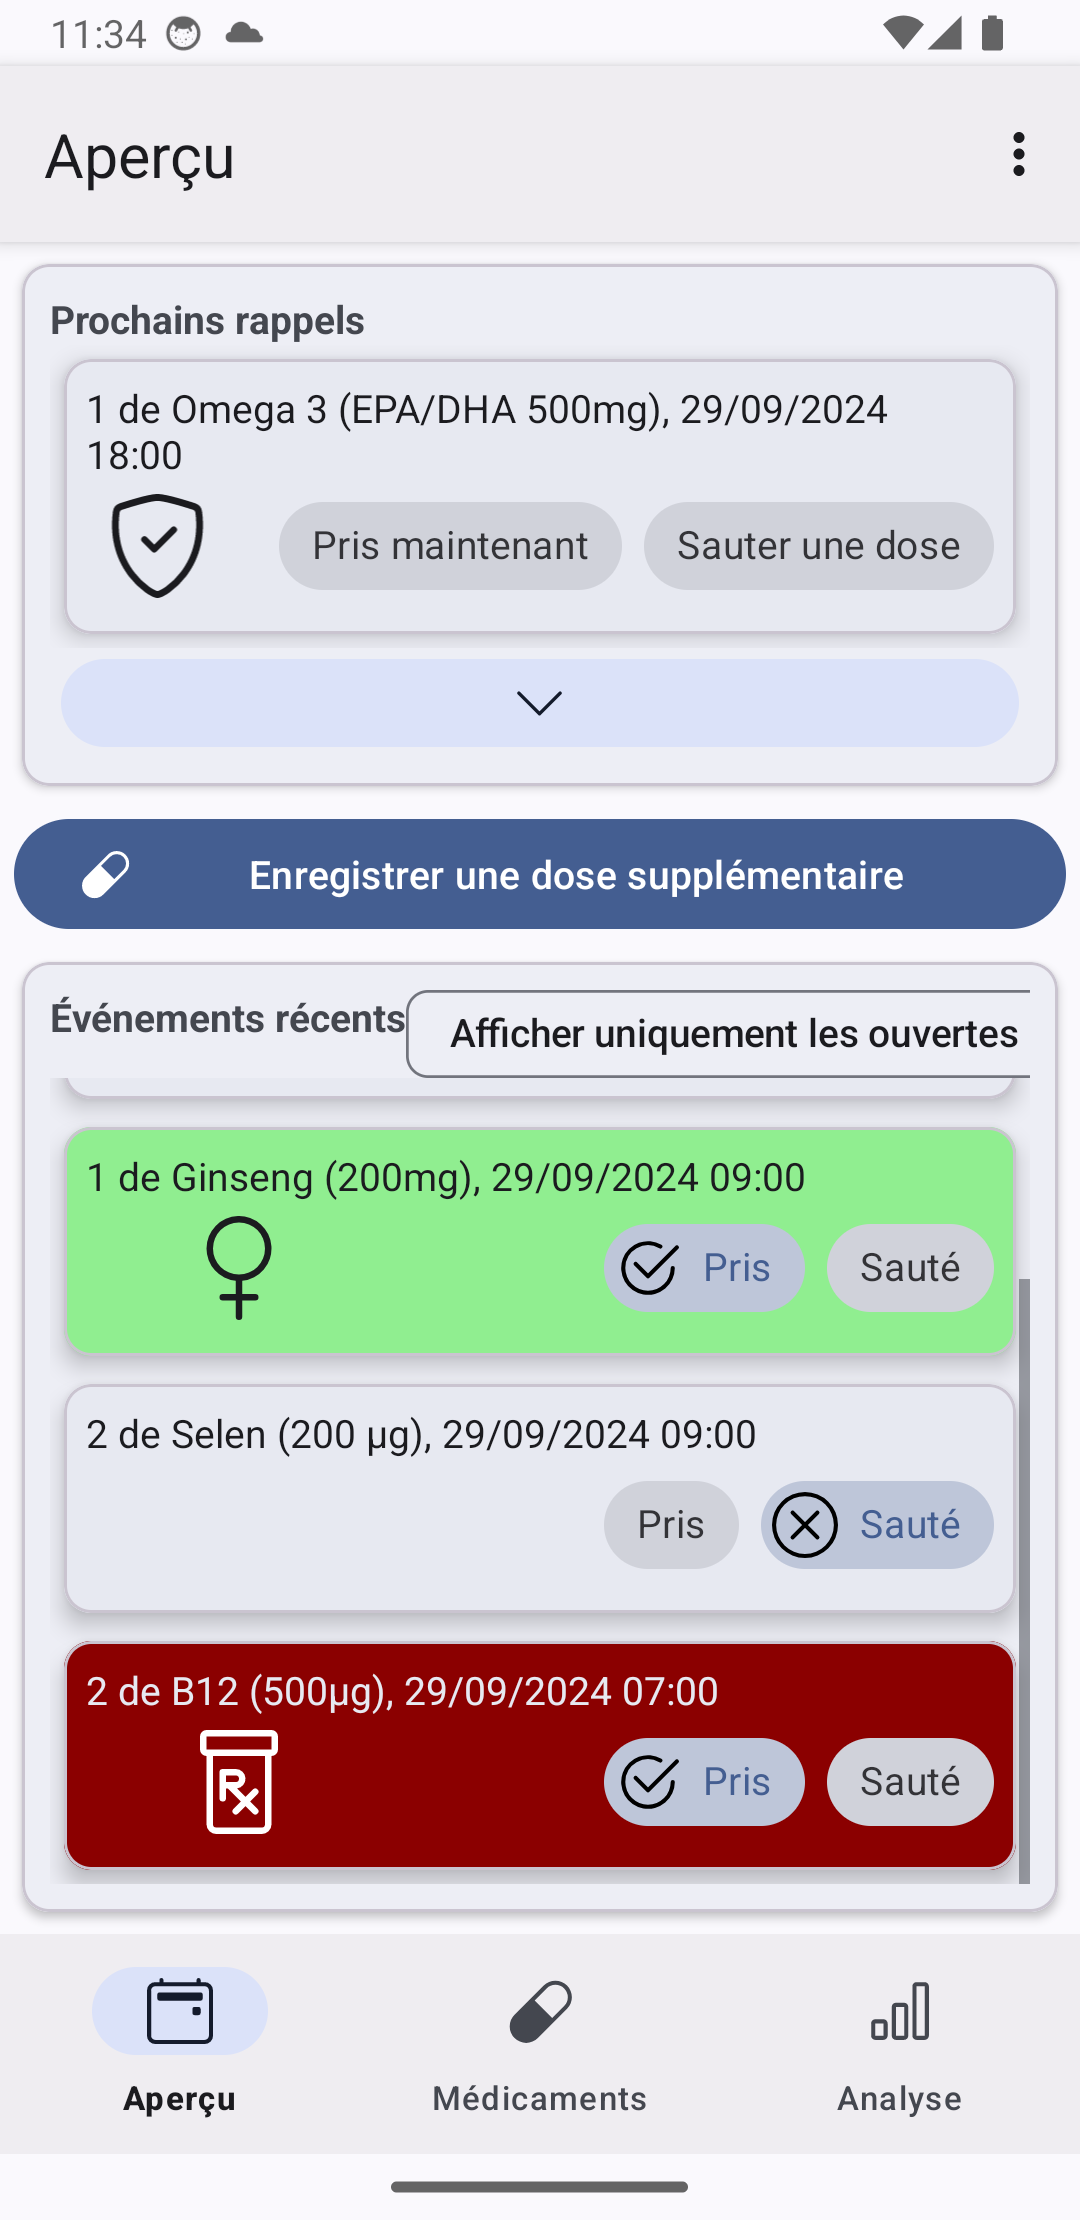 11:34
Aperçu
Prochains rappels
1 de Omega 3 (EPA/DHA 500mg), 29/09/2024
18:00
Pris maintenant
Sauter une dose
Enregistrer une dose supplémentaire
Événements récents
Afficher uniquement les ouvertes
1 de Ginseng (200mg), 29/09/2024 09:00
Pris
Sauté
2 de Selen (200 µg), 29/09/2024 09:00
Pris
Sauté
2 de B12 (500µg), 29/09/2024 07:00
Rx
Pris
Sauté
Aperçu
Médicaments
Analyse